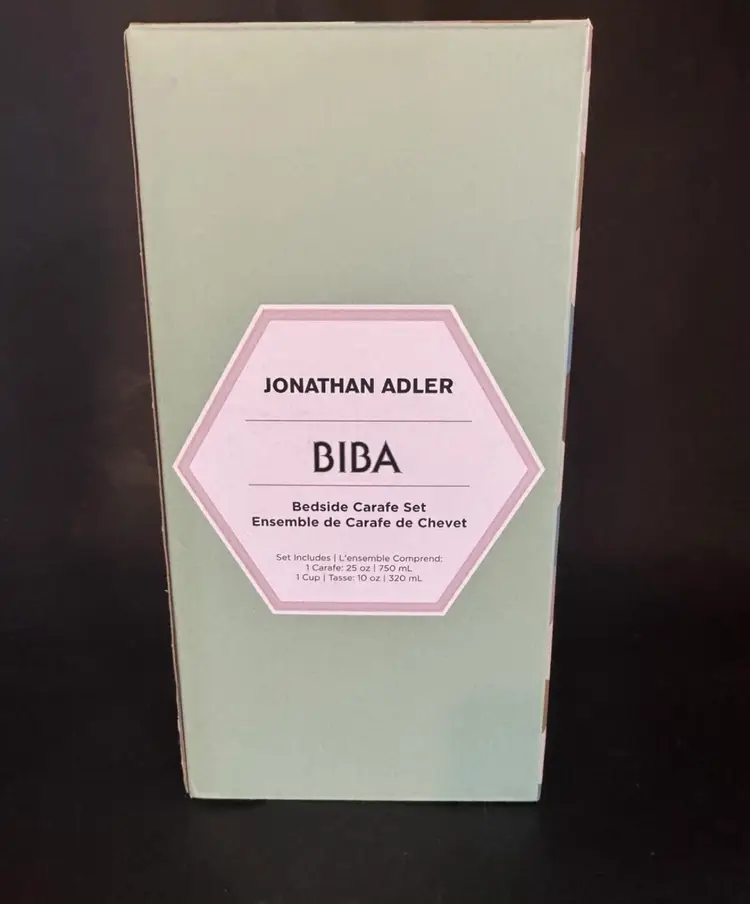 JONATHAN ADLER
BIBA
Bedside Carafe Set
Ensemble de Carafe de Chevet
Set Includes | L'ensemble Comprend:
1 Carafe: 25 oz | 750 mL
1 Cup | Tasse: 10 oz | 320 mL